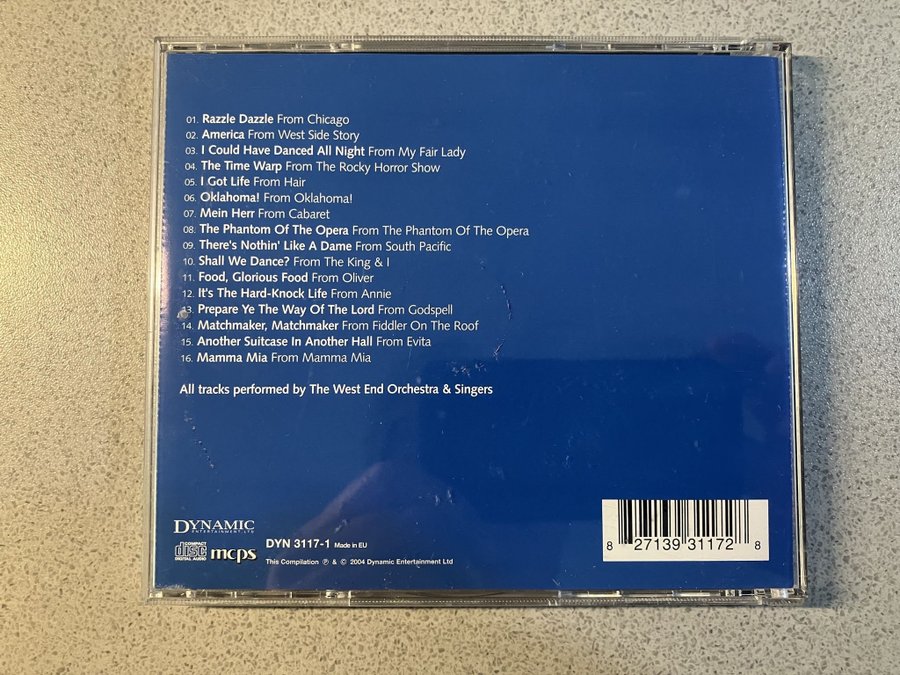 01. Razzle Dazzle From Chicago
02. America From West Side Story
03. I Could Have Danced All Night From My Fair Lady
04. The Time Warp From The Rocky Horror Show
05. I Got Life From Hair
06. Oklahoma! From Oklahoma!
07. Mein Herr From Cabaret
08. The Phantom Of The Opera From The Phantom Of The Opera
09. There's Nothin' Like A Dame From South Pacific
10. Shall We Dance? From The King & I
11. Food, Glorious Food From Oliver
12. It's The Hard-Knock Life From Annie
13. Prepare Ye The Way Of The Lord From Godspell
14. Matchmaker, Matchmaker From Fiddler On The Roof
15. Another Suitcase In Another Hall From Evita
16. Mamma Mia From Mamma Mia
All tracks performed by The West End Orchestra & Singers
DYNAMIC
ENTERTAINMENT LTD
COMPACT
disc
DIGITAL AUDIO
mcps
DYN 3117-1 Made in EU
This Compilation ℗ & © 2004 Dynamic Entertainment Ltd
8 27139 31172 8